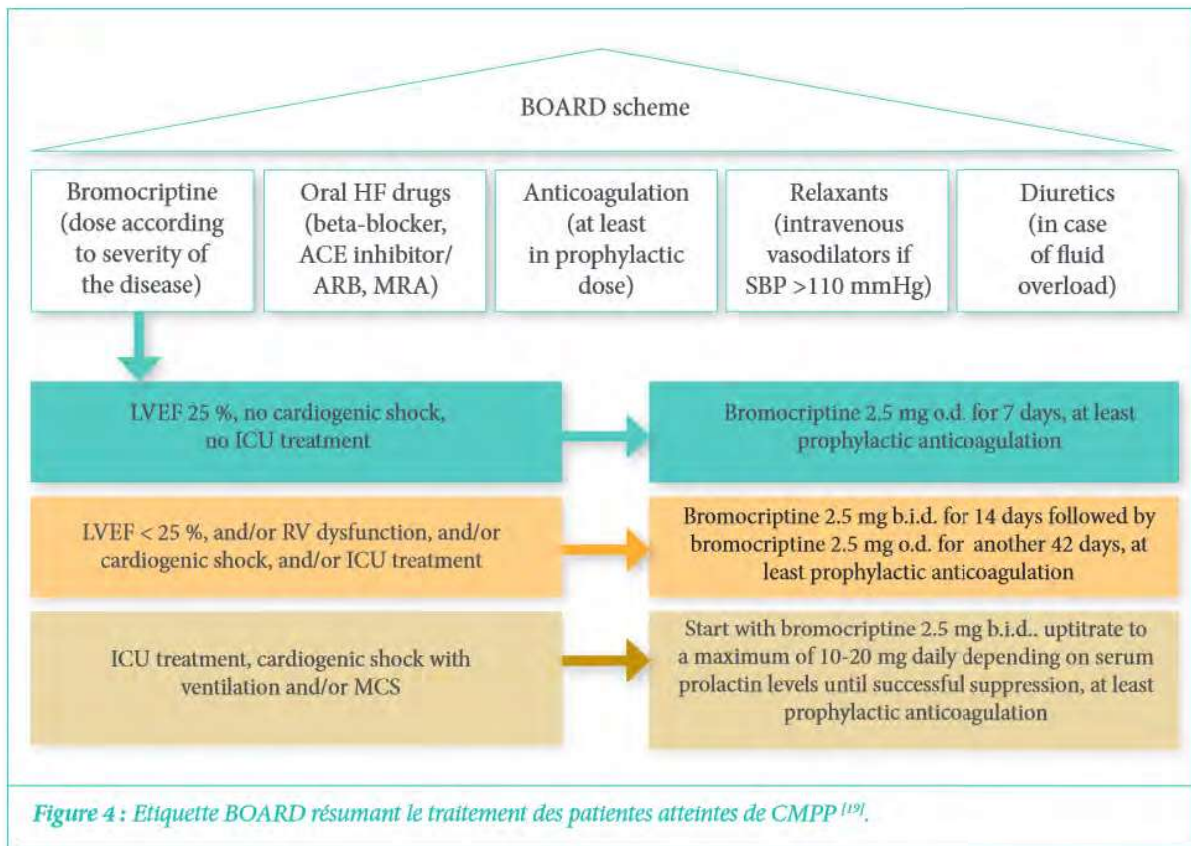 BOARD scheme
Bromocriptine
(dose according
to severity of
the disease)
Oral HF drugs
(beta-blocker,
ACE inhibitor/
ARB, MRA)
Anticoagulation
(at least
in prophylactic
dose)
Relaxants
(intravenous
vasodilators if
SBP >110 mmHg)
Diuretics
(in case
of fluid
overload)
LVEF 25 %, no cardiogenic shock,
no ICU treatment
Bromocriptine 2.5 mg o.d. for 7 days, at least
prophylactic anticoagulation
LVEF < 25 %, and/or RV dysfunction, and/or
cardiogenic shock, and/or ICU treatment
Bromocriptine 2.5 mg b.i.d. for 14 days followed by
bromocriptine 2.5 mg o.d. for another 42 days, at
least prophylactic anticoagulation
ICU treatment, cardiogenic shock with
ventilation and/or MCS
Start with bromocriptine 2.5 mg b.i.d.. uptitrate to
a maximum of 10-20 mg daily depending on serum
prolactin levels until successful suppression, at least
prophylactic anticoagulation
Figure 4 : Etiquette BOARD résumant le traitement des patientes atteintes de CMPP [19].